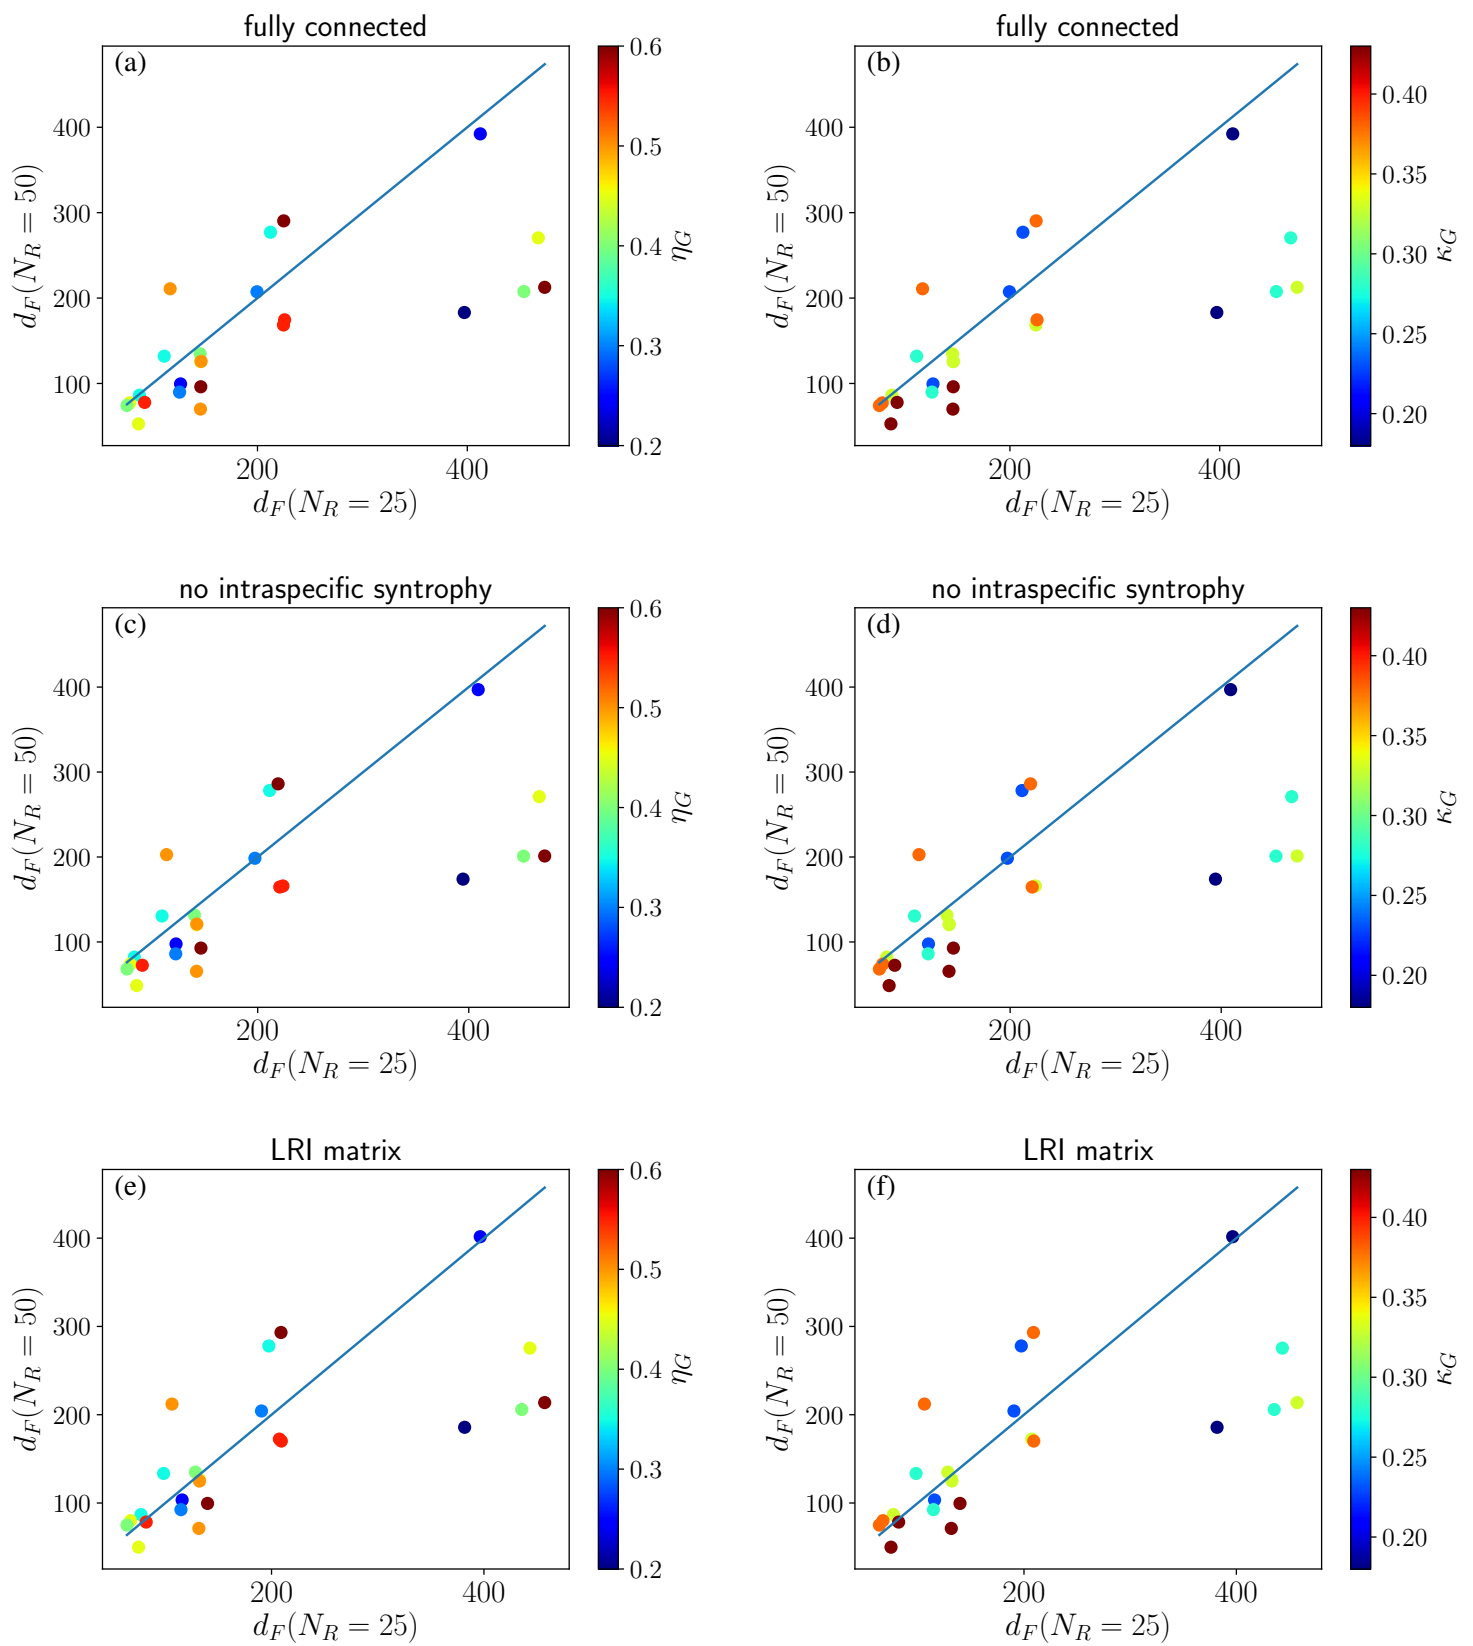 fully connected
fully connected
(a)
(b)
400
300
200
100
200
400
d_F(N_R = 50)
d_F(N_R = 25)
0.6
0.5
0.4
0.3
0.2
η_G
400
300
200
100
200
400
d_F(N_R = 50)
d_F(N_R = 25)
0.40
0.35
0.30
0.25
0.20
κ_G
no intraspecific syntrophy
no intraspecific syntrophy
(c)
(d)
400
300
200
100
200
400
d_F(N_R = 50)
d_F(N_R = 25)
0.6
0.5
0.4
0.3
0.2
η_G
400
300
200
100
200
400
d_F(N_R = 50)
d_F(N_R = 25)
0.40
0.35
0.30
0.25
0.20
κ_G
LRI matrix
LRI matrix
(e)
(f)
400
300
200
100
200
400
d_F(N_R = 50)
d_F(N_R = 25)
0.6
0.5
0.4
0.3
0.2
η_G
400
300
200
100
200
400
d_F(N_R = 50)
d_F(N_R = 25)
0.40
0.35
0.30
0.25
0.20
κ_G